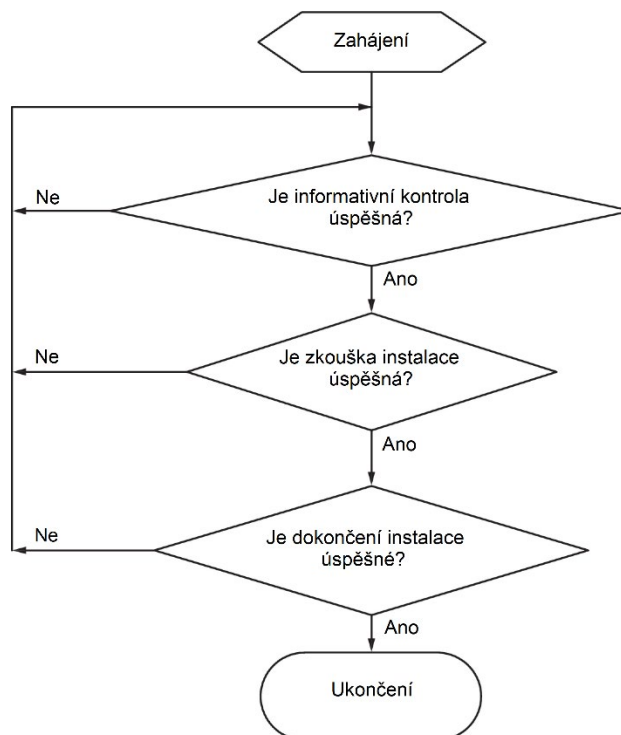 Zahájení
Ne
Je informativní kontrola
úspěšná?
Ano
Ne
Je zkouška instalace
úspěšná?
Ano
Ne
Je dokončení instalace
úspěšné?
Ano
Ukončení